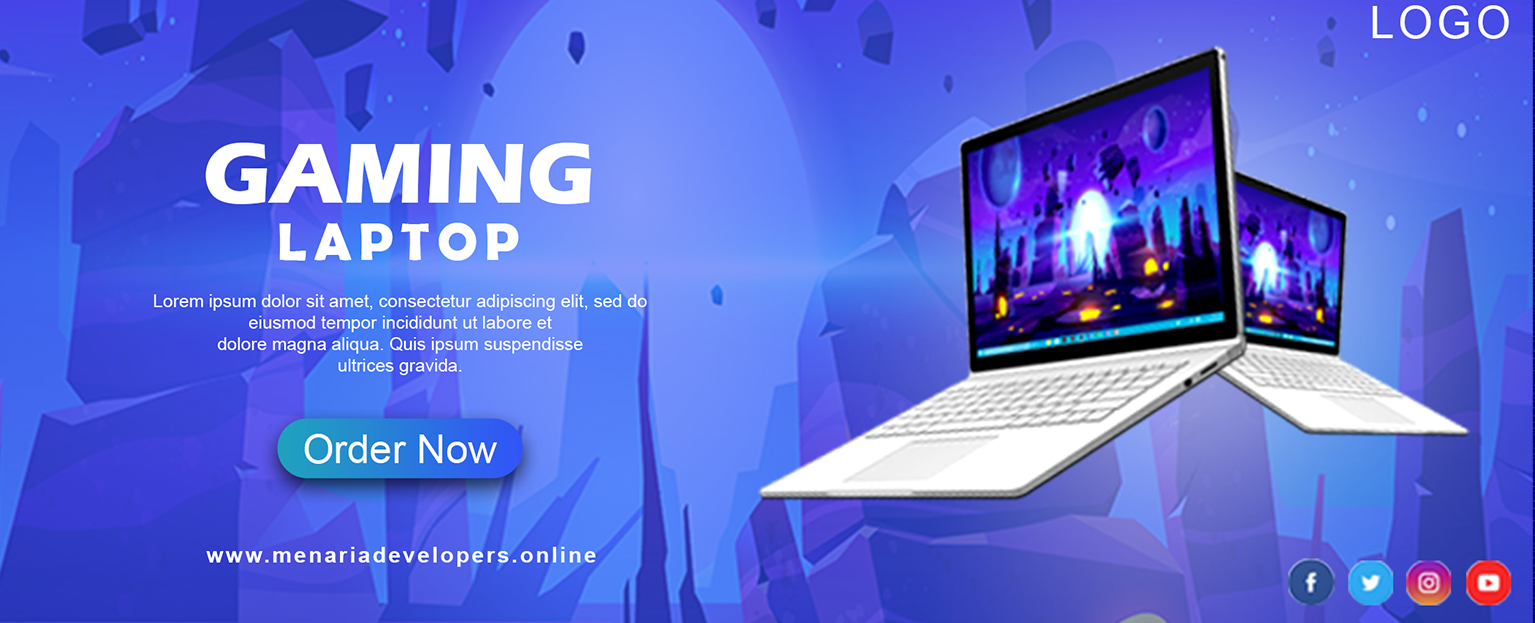 LOGO
GAMING
LAPTOP
Lorem ipsum dolor sit amet, consectetur adipiscing elit, sed do
eiusmod tempor incididunt ut labore et
dolore magna aliqua. Quis ipsum suspendisse
ultrices gravida.
Order Now
www.menariadevelopers.online